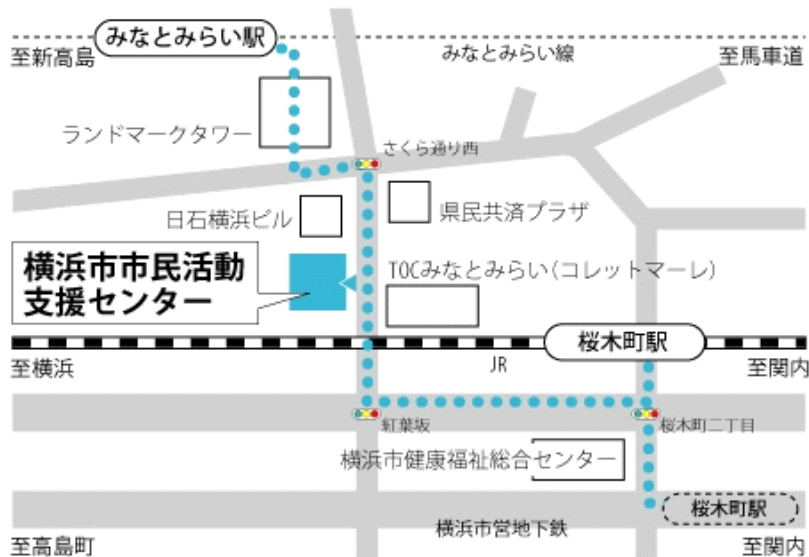 みなとみらい駅
至新高島
みなとみらい線
至馬車道
ランドマークタワー
さくら通り西
日石横浜ビル
県民共済プラザ
横浜市市民活動
支援センター
TOCみなとみらい(コレットマーレ)
桜木町駅
至横浜
JR
至関内
紅葉坂
桜木町二丁目
横浜市健康福祉総合センター
桜木町駅
横浜市営地下鉄
至高島町
至関内